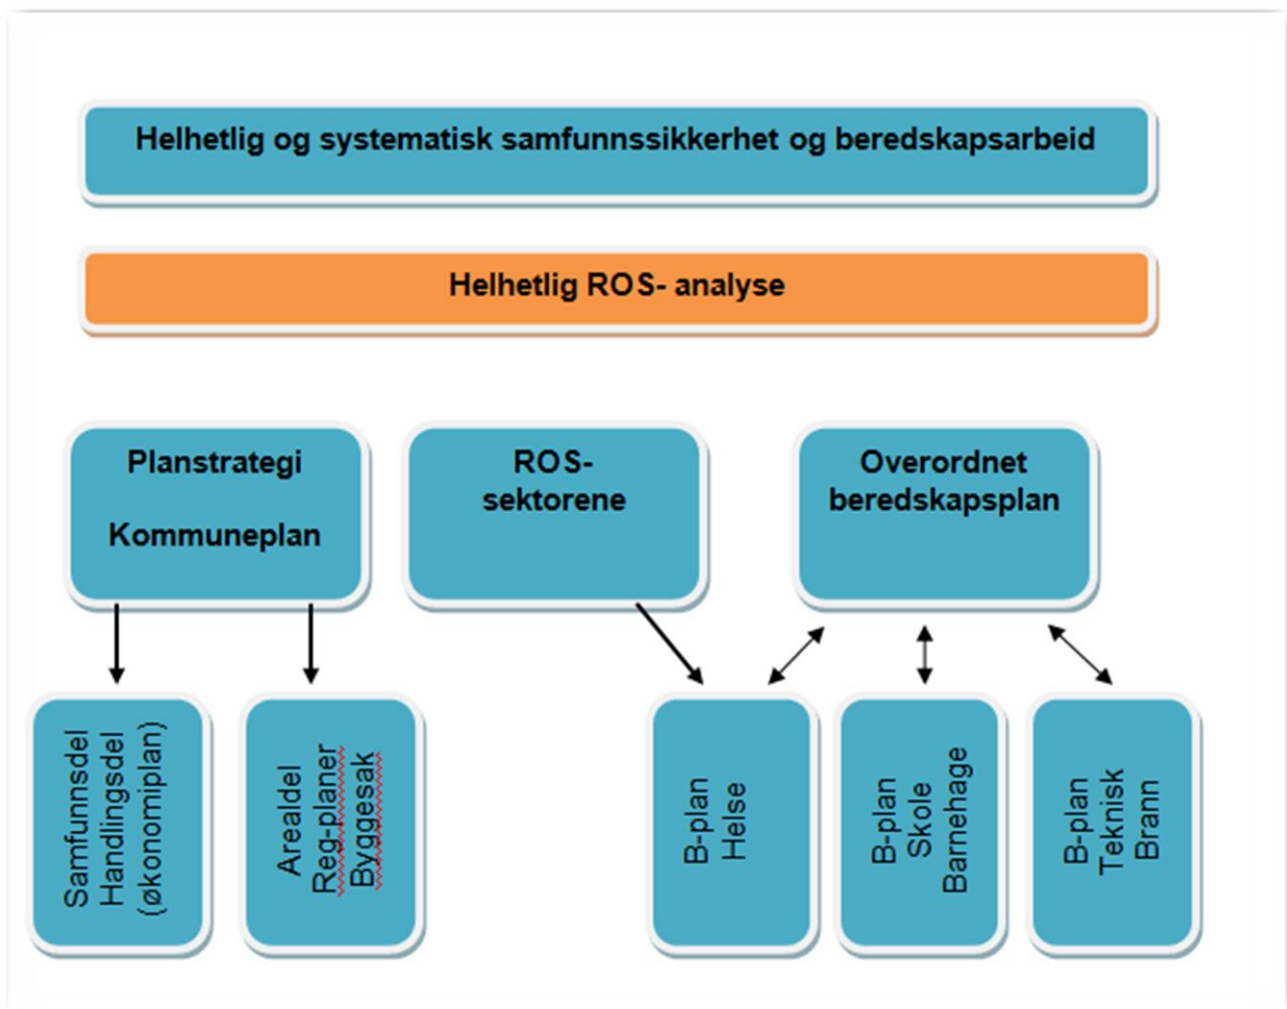 Helhetlig og systematisk samfunnssikkerhet og beredskapsarbeid
Helhetlig ROS- analyse
Planstrategi
Kommuneplan
ROS-
sektorene
Overordnet
beredskapsplan
Samfunnsdel
Handlingsdel
(økonomiplan)
Arealdel
Reg-planer
Byggesak
B-plan
Helse
B-plan
Skole
Barnehage
B-plan
Teknisk
Brann